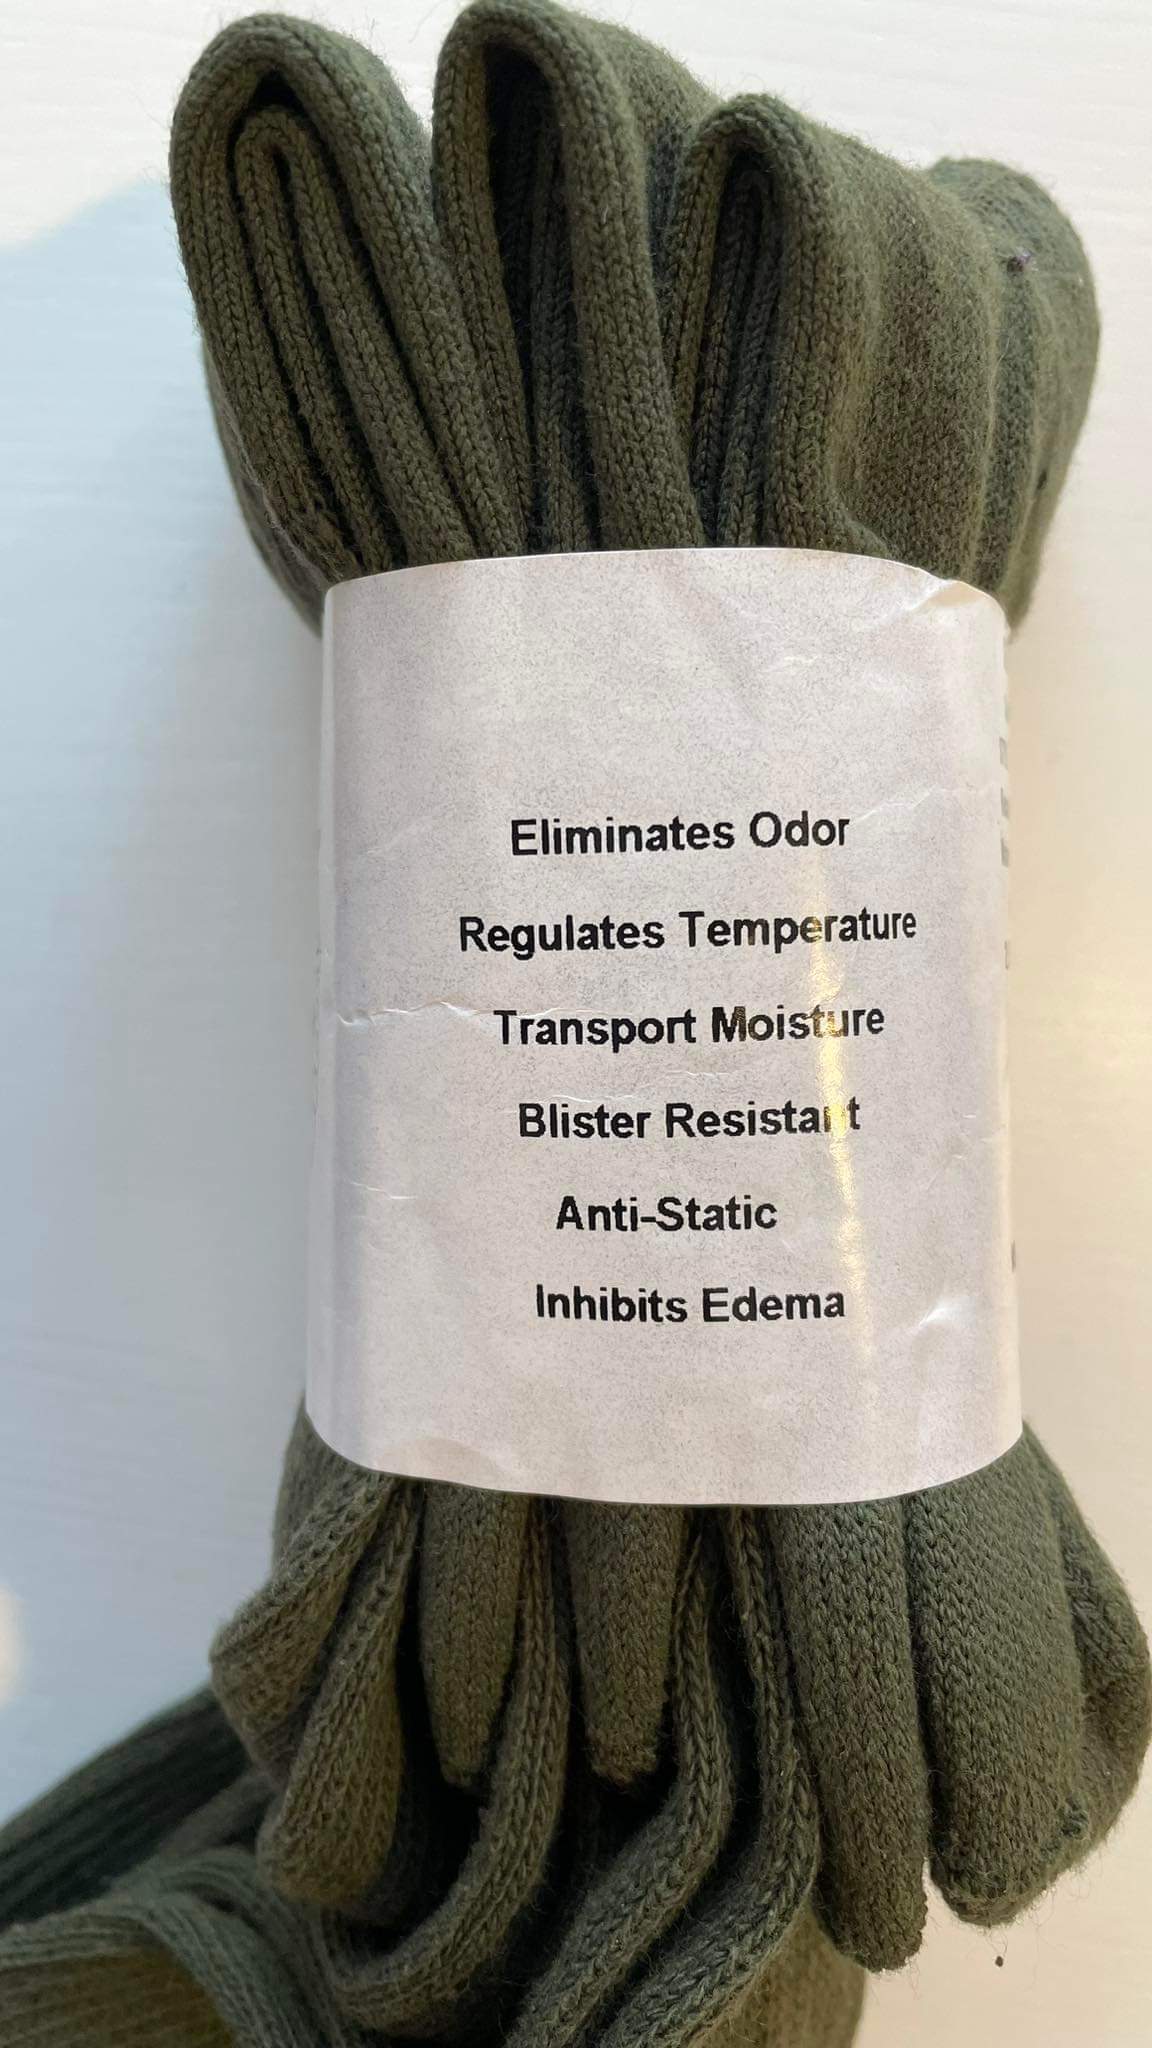 Eliminates Odor
Regulates Temperature
Transport Moisture
Blister Resistant
Anti-Static
Inhibits Edema